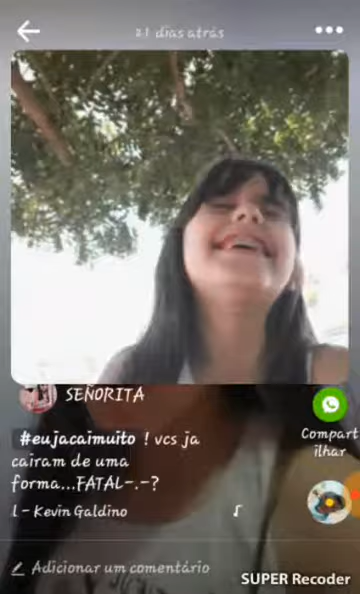 21 dias atrás
SEÑORITA
#eujacaimuito ! vcs ja
cairam de uma
forma...FATAL-.-?
Compart
ilhar
l - Kevin Galdino
Adicionar um comentário
SUPER Recoder